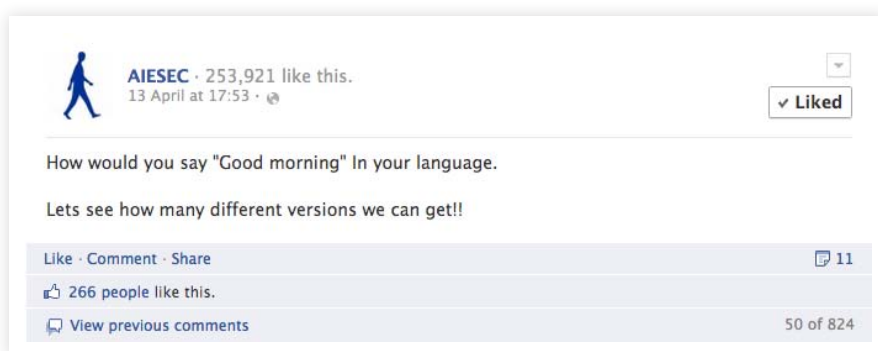 AIESEC · 253,921 like this.
13 April at 17:53 ·
✓ Liked
How would you say "Good morning" In your language.
Lets see how many different versions we can get!!
Like · Comment · Share 11
266 people like this.
View previous comments 50 of 824